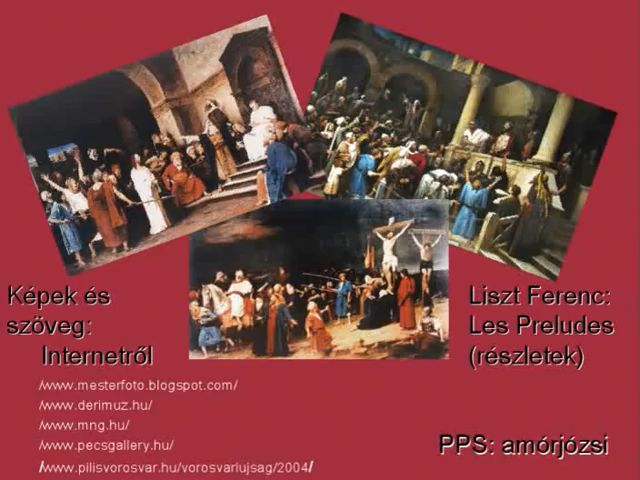 Képek és
szöveg:
Internetről
/www.mesterfoto.blogspot.com/
/www.derimuz.hu/
/www.mng.hu/
/www.pecsgallery.hu/
/www.pilisvorosvar.hu/vorosvariujsag/2004/
Liszt Ferenc:
Les Preludes
(részletek)
PPS: amórjózsi